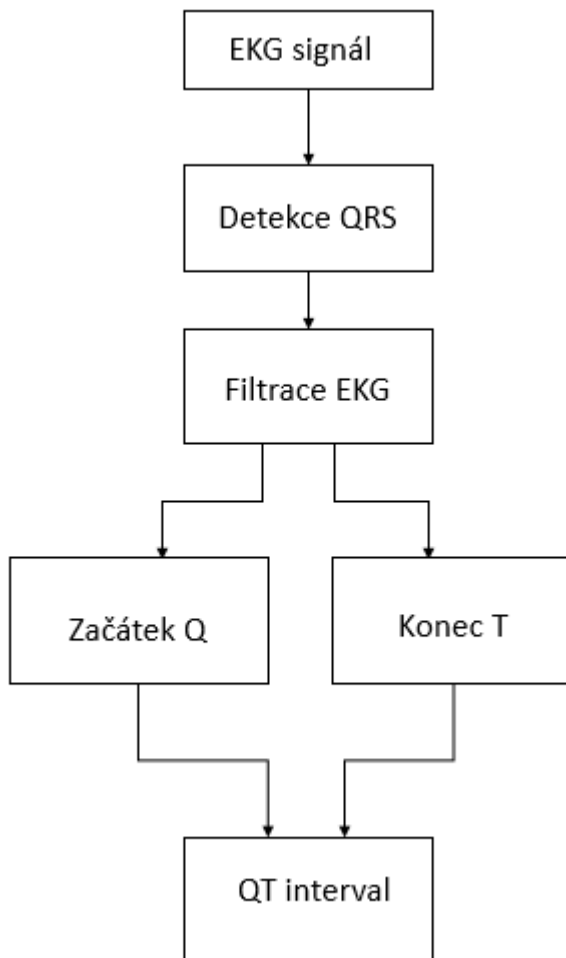 EKG signál
Detekce QRS
Filtrace EKG
Začátek Q
Konec T
QT interval